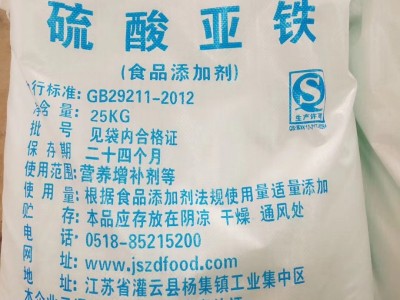 硫酸亚铁
(食品添加剂)
行标准:GB29211-2012
含量:25KG
批号 见袋内合格证
保存期 二十四个月
使用范围:营养增补剂等
使用量:根据食品添加剂法规使用量适量添加
贮存:本品应存放在阴凉 干燥 通风处
电话:0518-85215200
网址:www.jszdfood.com
地址:江苏省灌云县杨集镇工业集中区
生产许可